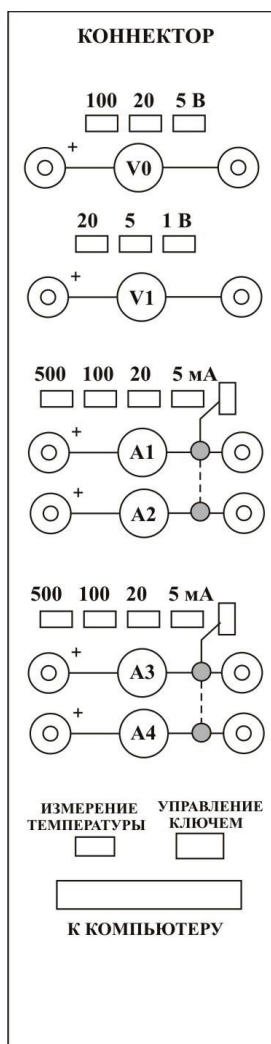 КОННЕКТОР
100 20 5 В
+
V0
20 5 1 В
+
V1
500 100 20 5 мА
+
A1
+
A2
500 100 20 5 мА
+
A3
+
A4
ИЗМЕРЕНИЕ
ТЕМПЕРАТУРЫ
УПРАВЛЕНИЕ
КЛЮЧЕМ
К КОМПЬЮТЕРУ